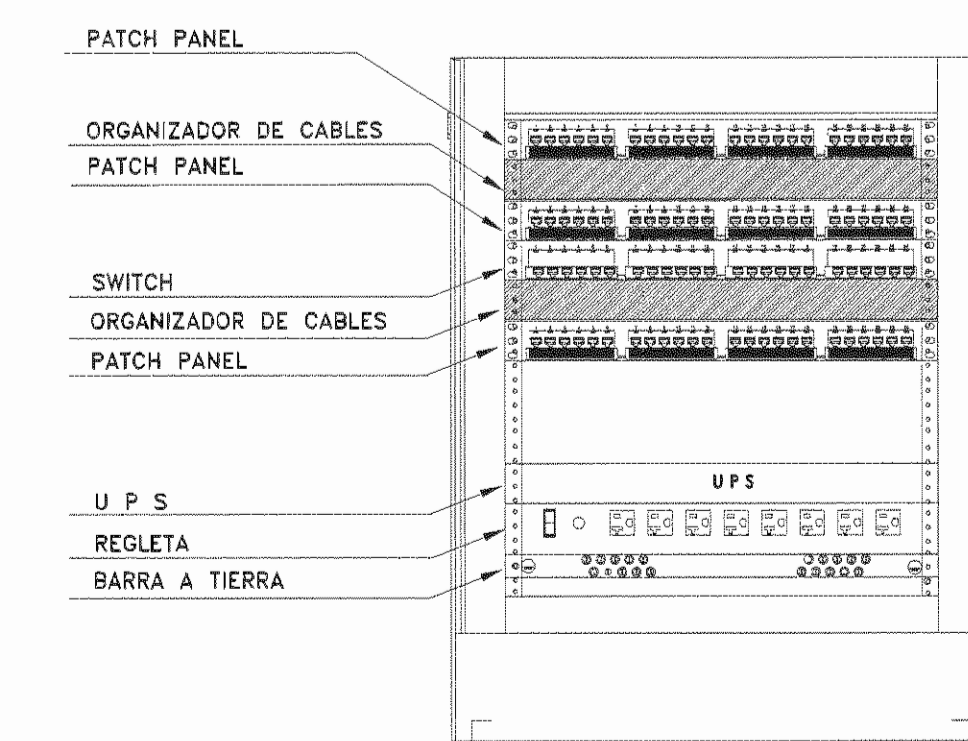 PATCH PANEL
ORGANIZADOR DE CABLES
PATCH PANEL
SWITCH
ORGANIZADOR DE CABLES
PATCH PANEL
U P S
UPS
REGLETA
BARRA A TIERRA